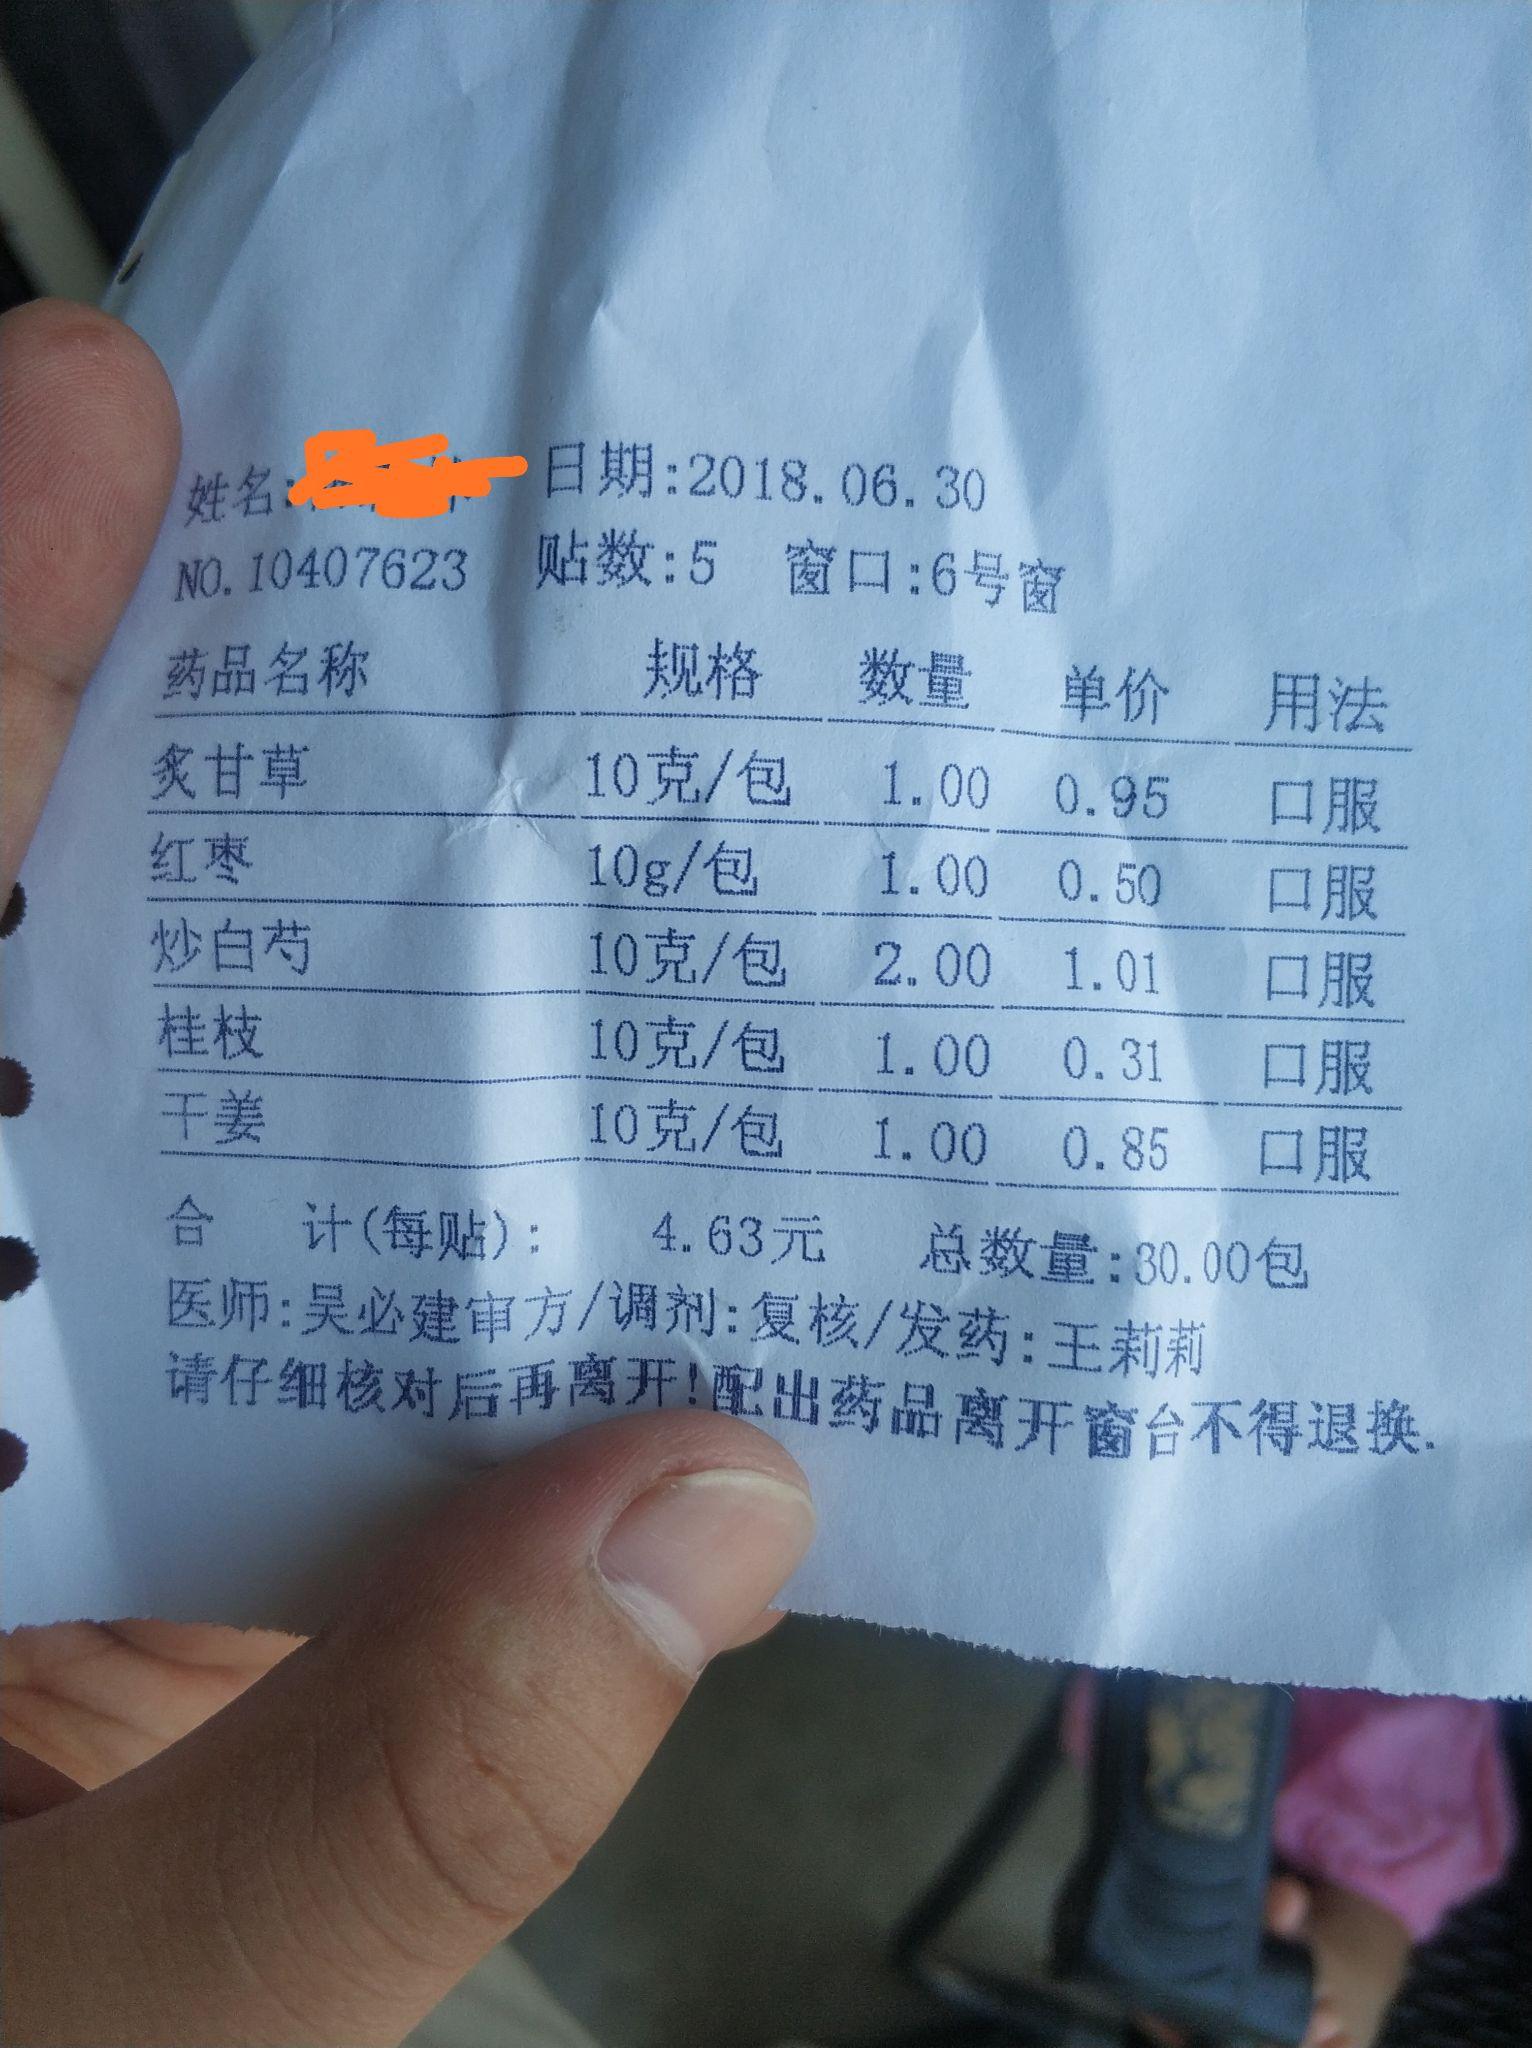 姓名: 日期:2018.06.30
NO.10407623 贴数:5 窗口:6号窗
药品名称 规格 数量 单价 用法
炙甘草 10克/包 1.00 0.95 口服
红枣 10g/包 1.00 0.50 口服
炒白芍 10克/包 2.00 1.01 口服
桂枝 10克/包 1.00 0.31 口服
干姜 10克/包 1.00 0.85 口服
合 计(每贴): 4.63元 总数量:30.00包
医师:吴必建审方/调剂:复核/发药:王莉莉
请仔细核对后再离开!配出药品离开窗台不得退换.